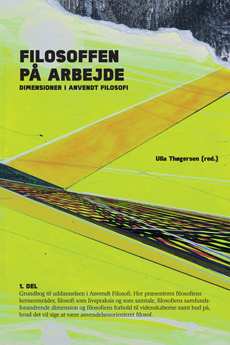 FILOSOFFEN
PÅ ARBEJDE
DIMENSIONER I ANVENDT FILOSOFI
Ulla Thøgersen (red.)
1. DEL
Grundbog til uddannelsen i Anvendt Filosofi. Her præsenteres filosofiens
kerneområder, filosofi som livspraksis og som samtale, filosofiens samfunds-
forandrende dimension og filosofiens forhold til videnskaberne samt bud på,
hvad det vil sige at være anvendelsesorienteret filosof.